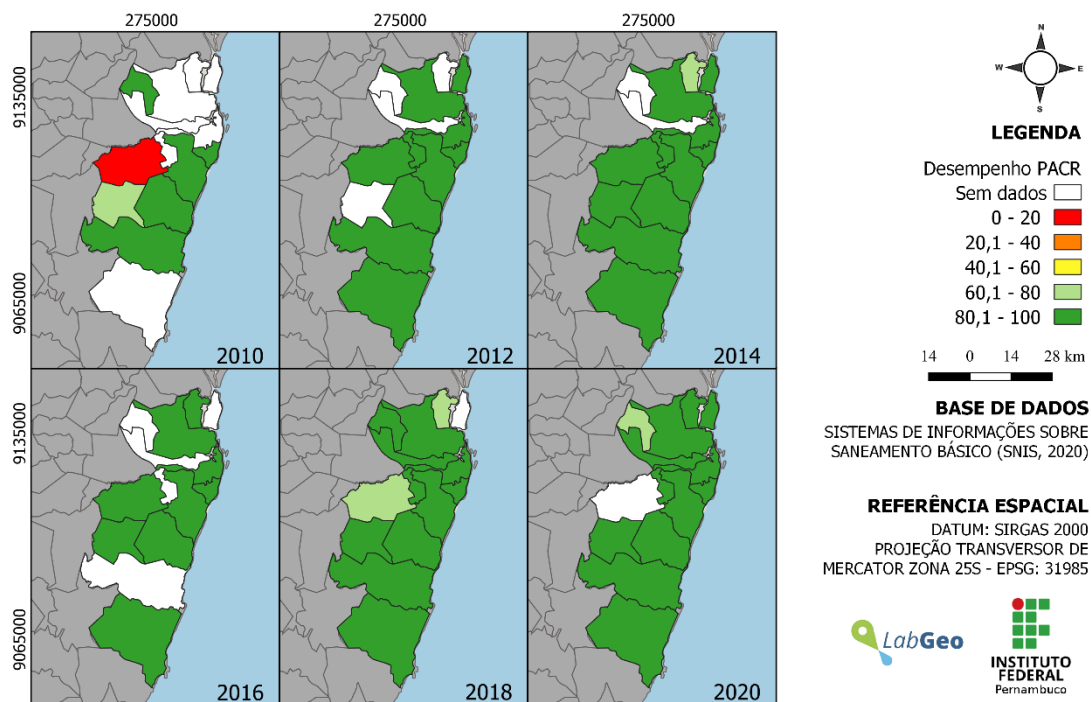 275000
275000
275000
9135000
9065000
2010
2012
2014
9135000
9065000
2016
2018
2020
N
W
E
S
LEGENDA
Desempenho PACR
Sem dados
0 - 20
20,1 - 40
40,1 - 60
60,1 - 80
80,1 - 100
14 0 14 28 km
BASE DE DADOS
SISTEMAS DE INFORMAÇÕES SOBRE
SANEAMENTO BÁSICO (SNIS, 2020)
REFERÊNCIA ESPACIAL
DATUM: SIRGAS 2000
PROJEÇÃO TRANSVERSOR DE
MERCATOR ZONA 25S - EPSG: 31985
LabGeo
INSTITUTO
FEDERAL
Pernambuco